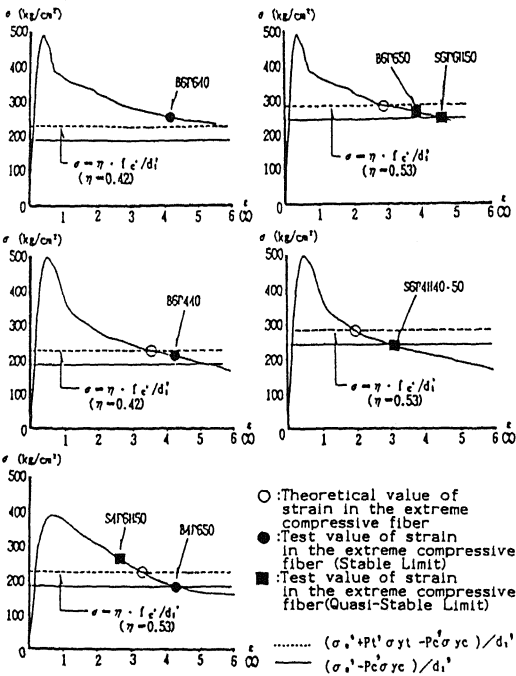 σ (kg/cm²)
500
400
300
200
100
0
B6Γ640
σ=η・fc'/d₁'
(η=0.42)
1 2 3 4 5 6
ε
(%)
σ (kg/cm²)
500
400
300
200
100
0
B6Γ650
S6Γ61150
σ=η・fc'/d₁'
(η=0.53)
1 2 3 4 5 6
ε
(%)
σ (kg/cm²)
500
400
300
200
100
0
B6Γ440
σ=η・fc'/d₁'
(η=0.42)
1 2 3 4 5 6
ε
(%)
σ (kg/cm²)
500
400
300
200
100
0
S6Γ41140・50
σ=η・fc'/d₁'
(η=0.53)
1 2 3 4 5 6
ε
(%)
σ (kg/cm²)
500
400
300
200
100
0
S4Γ61150
B4Γ650
σ=η・fc'/d₁'
(η=0.53)
1 2 3 4 5 6
ε
(%)
:Theoretical value of
strain in the extreme
compressive fiber
:Test value of strain
in the extreme compressive
fiber (Stable Limit)
:Test value of strain
in the extreme compressive
fiber(Quasi-Stable Limit)
(σ₀'+Pt'σyt -Pc'σyc)/d₁'
(σ₀'-Pc'σyc)/d₁'